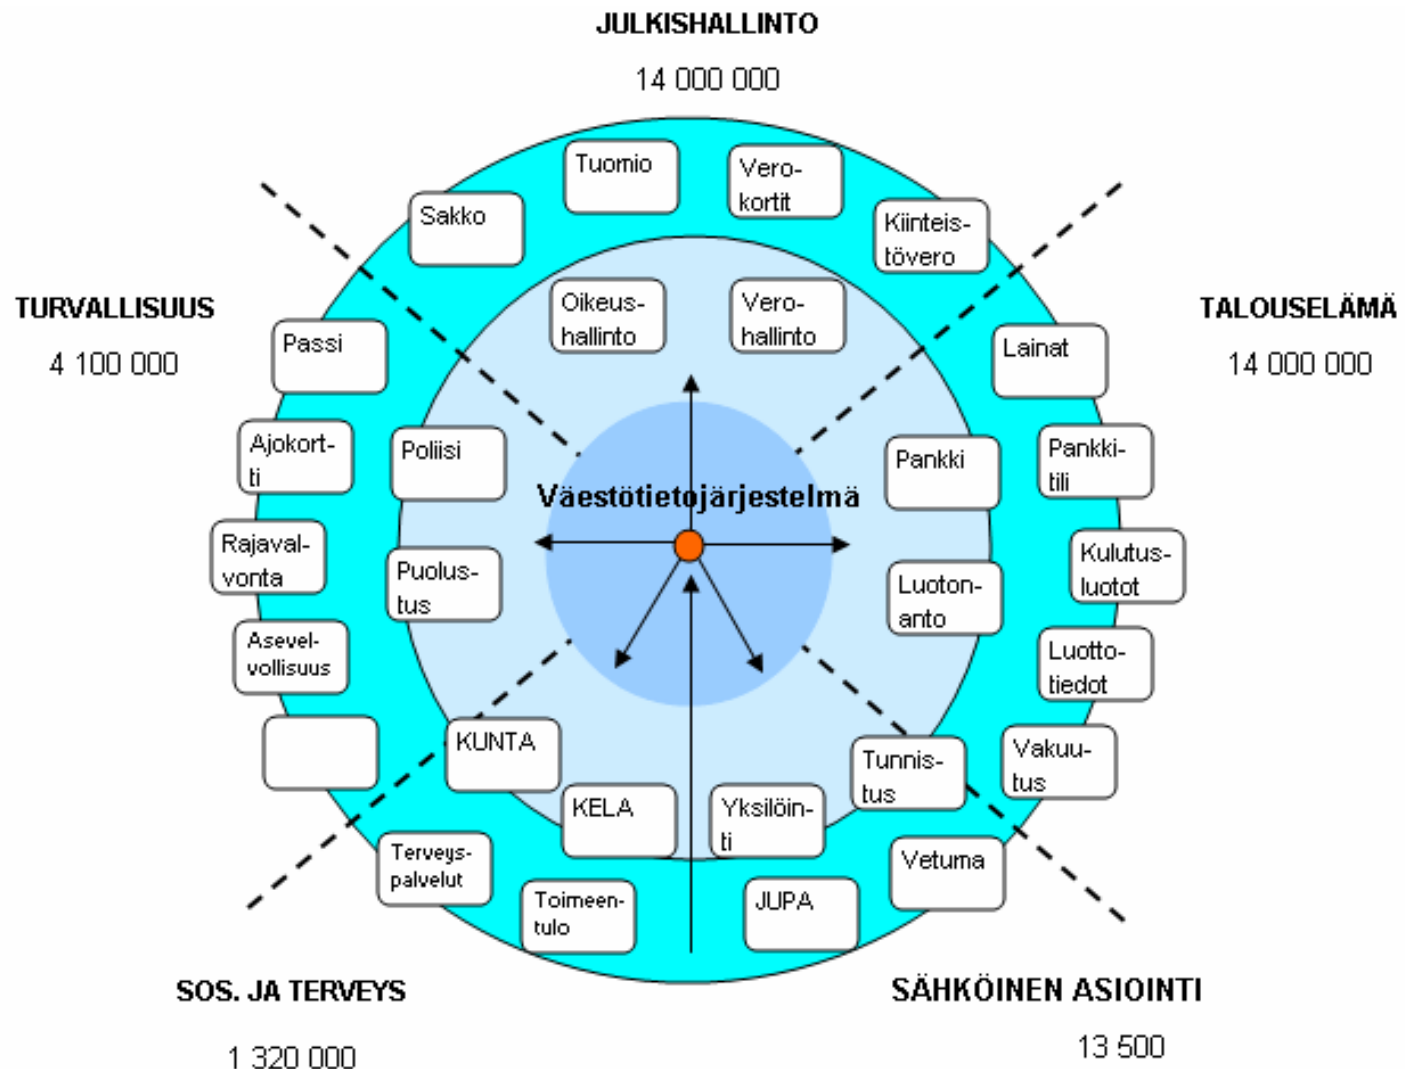 JULKISHALLINTO
14 000 000
Tuomio
Vero-
kortit
Sakko
Kiinteis-
tövero
Oikeus-
hallinto
Vero-
hallinto
TURVALLISUUS
4 100 000
TALOUSELÄMÄ
14 000 000
Passi
Lainat
Ajokort-
ti
Poliisi
Pankki
Pankki-
tili
Väestötietojärjestelmä
Rajaval-
vonta
Puolus-
tus
Luoton-
anto
Kulutus-
luotot
Asevel-
vollisuus
Luotto-
tiedot
KUNTA
Tunnis-
tus
Vakuu-
tus
KELA
Yksilöin-
ti
Terveys-
palvelut
Vetuma
Toimeen-
tulo
JUPA
SOS. JA TERVEYS
1 320 000
SÄHKÖINEN ASIOINTI
13 500